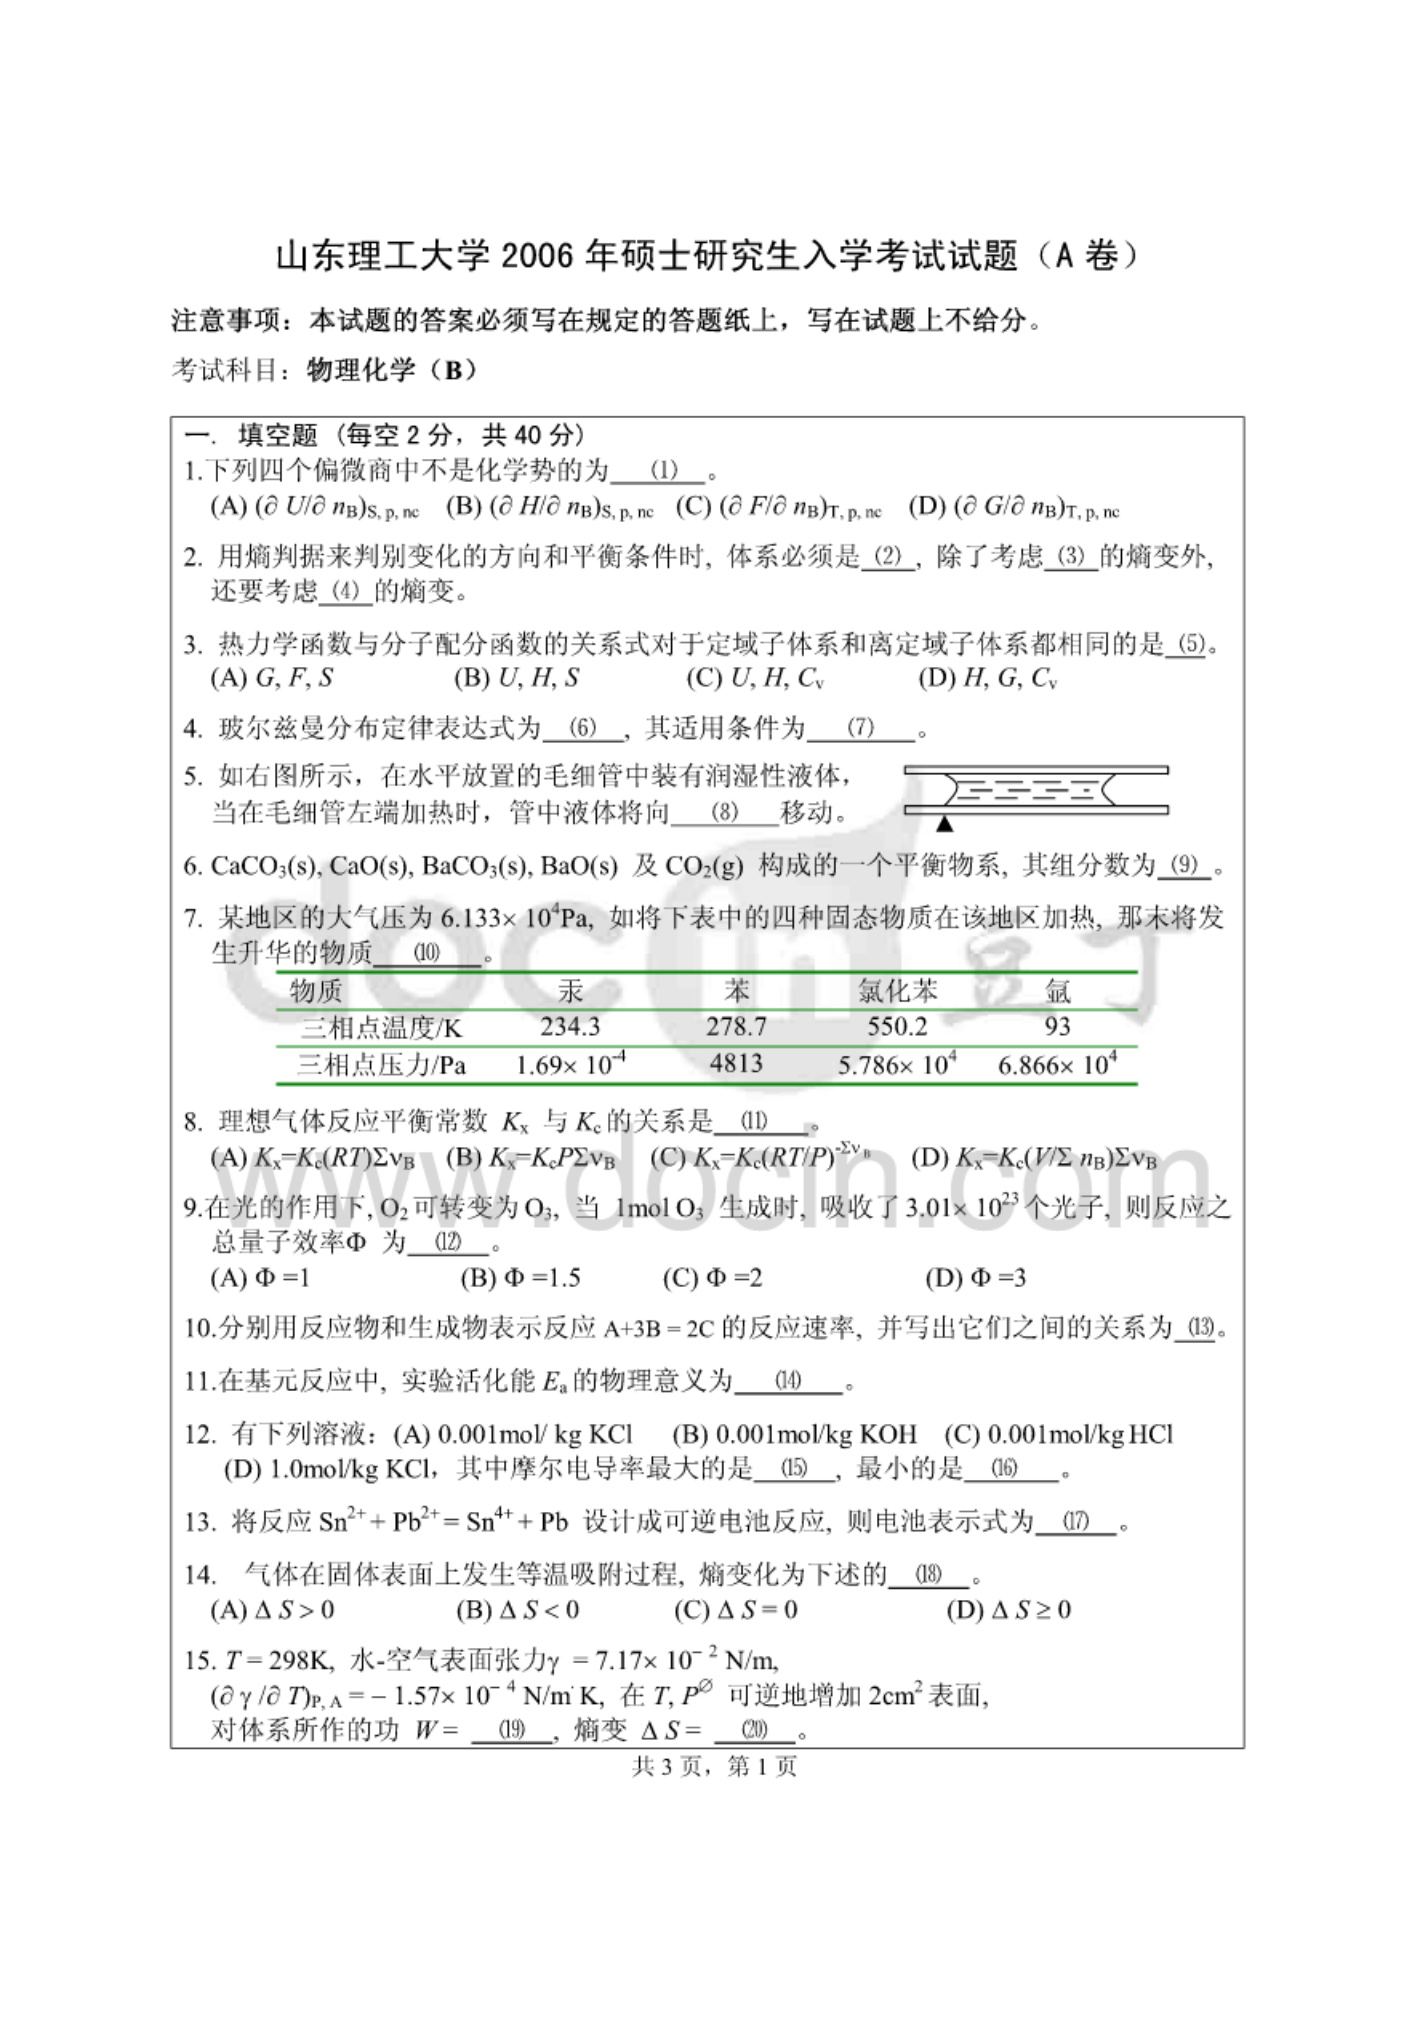 山东理工大学 2006 年硕士研究生入学考试试题（A 卷）
注意事项：本试题的答案必须写在规定的答题纸上，写在试题上不给分。
考试科目：物理化学（B）
一. 填空题 (每空 2 分，共 40 分)
1.下列四个偏微商中不是化学势的为 ⑴ 。
(A) (∂ U/∂ nB)S, p, nc (B) (∂ H/∂ nB)S, p, nc (C) (∂ F/∂ nB)T, p, nc (D) (∂ G/∂ nB)T, p, nc
2. 用熵判据来判别变化的方向和平衡条件时, 体系必须是 ⑵ , 除了考虑 ⑶ 的熵变外,
还要考虑 ⑷ 的熵变。
3. 热力学函数与分子配分函数的关系式对于定域子体系和离定域子体系都相同的是 ⑸。
(A) G, F, S (B) U, H, S (C) U, H, Cv (D) H, G, Cv
4. 玻尔兹曼分布定律表达式为 ⑹ , 其适用条件为 ⑺ 。
5. 如右图所示，在水平放置的毛细管中装有润湿性液体，
当在毛细管左端加热时，管中液体将向 ⑻ 移动。
6. CaCO₃(s), CaO(s), BaCO₃(s), BaO(s) 及 CO₂(g) 构成的一个平衡物系, 其组分数为 ⑼ 。
7. 某地区的大气压为 6.133× 10⁴Pa, 如将下表中的四种固态物质在该地区加热, 那末将发
生升华的物质 ⑽ 。
物质 汞 苯 氯化苯 氩
三相点温度/K 234.3 278.7 550.2 93
三相点压力/Pa 1.69× 10⁻⁴ 4813 5.786× 10⁴ 6.866× 10⁴
8. 理想气体反应平衡常数 Kx 与 Kc 的关系是 ⑾ 。
(A) Kx=Kc(RT)ΣνB (B) Kx=KcPΣνB (C) Kx=Kc(RT/P)^-ΣνB (D) Kx=Kc(V/Σ nB)ΣνB
9.在光的作用下, O₂可转变为 O₃, 当 1mol O₃ 生成时, 吸收了 3.01× 10²³个光子, 则反应之
总量子效率Φ 为 ⑿ 。
(A) Φ =1 (B) Φ =1.5 (C) Φ =2 (D) Φ =3
10.分别用反应物和生成物表示反应 A+3B = 2C 的反应速率, 并写出它们之间的关系为 ⒀。
11.在基元反应中, 实验活化能 Ea 的物理意义为 ⒁ 。
12. 有下列溶液：(A) 0.001mol/ kg KCl (B) 0.001mol/kg KOH (C) 0.001mol/kg HCl
(D) 1.0mol/kg KCl，其中摩尔电导率最大的是 ⒂ , 最小的是 ⒃ 。
13. 将反应 Sn²⁺ + Pb²⁺ = Sn⁴⁺ + Pb 设计成可逆电池反应, 则电池表示式为 ⒄ 。
14. 气体在固体表面上发生等温吸附过程, 熵变化为下述的 ⒅ 。
(A) Δ S > 0 (B) Δ S < 0 (C) Δ S = 0 (D) Δ S ≥ 0
15. T = 298K, 水-空气表面张力γ = 7.17× 10⁻² N/m,
(∂ γ /∂ T)P, A = − 1.57× 10⁻⁴ N/m˙K, 在 T, P∅ 可逆地增加 2cm² 表面,
对体系所作的功 W = ⒆ , 熵变 Δ S = ⒇ 。
共 3 页，第 1 页
docin 豆丁
www.docin.com